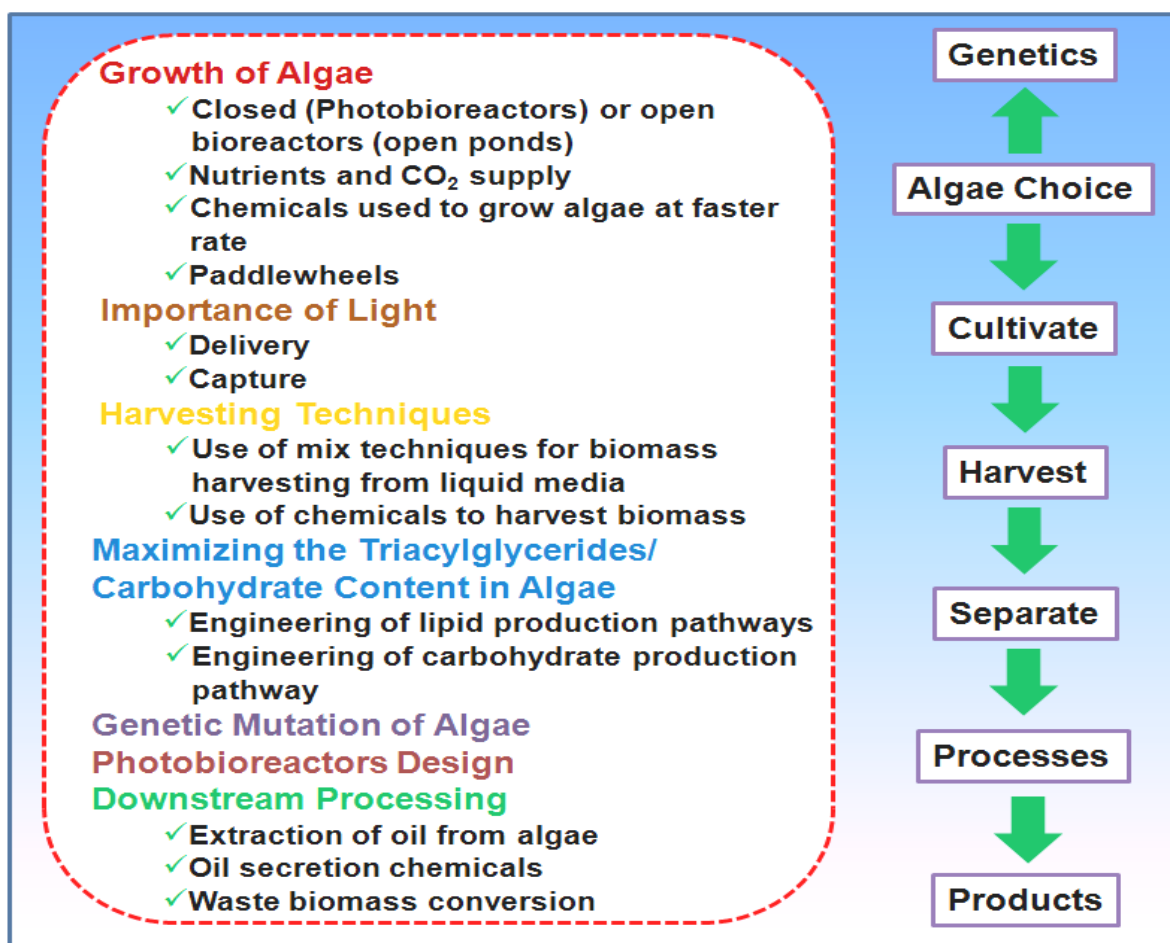 Growth of Algae
✓Closed (Photobioreactors) or open
bioreactors (open ponds)
✓Nutrients and CO₂ supply
✓Chemicals used to grow algae at faster
rate
✓Paddlewheels
Importance of Light
✓Delivery
✓Capture
Harvesting Techniques
✓Use of mix techniques for biomass
harvesting from liquid media
✓Use of chemicals to harvest biomass
Maximizing the Triacylglycerides/
Carbohydrate Content in Algae
✓Engineering of lipid production pathways
✓Engineering of carbohydrate production
pathway
Genetic Mutation of Algae
Photobioreactors Design
Downstream Processing
✓Extraction of oil from algae
✓Oil secretion chemicals
✓Waste biomass conversion
Genetics
Algae Choice
Cultivate
Harvest
Separate
Processes
Products